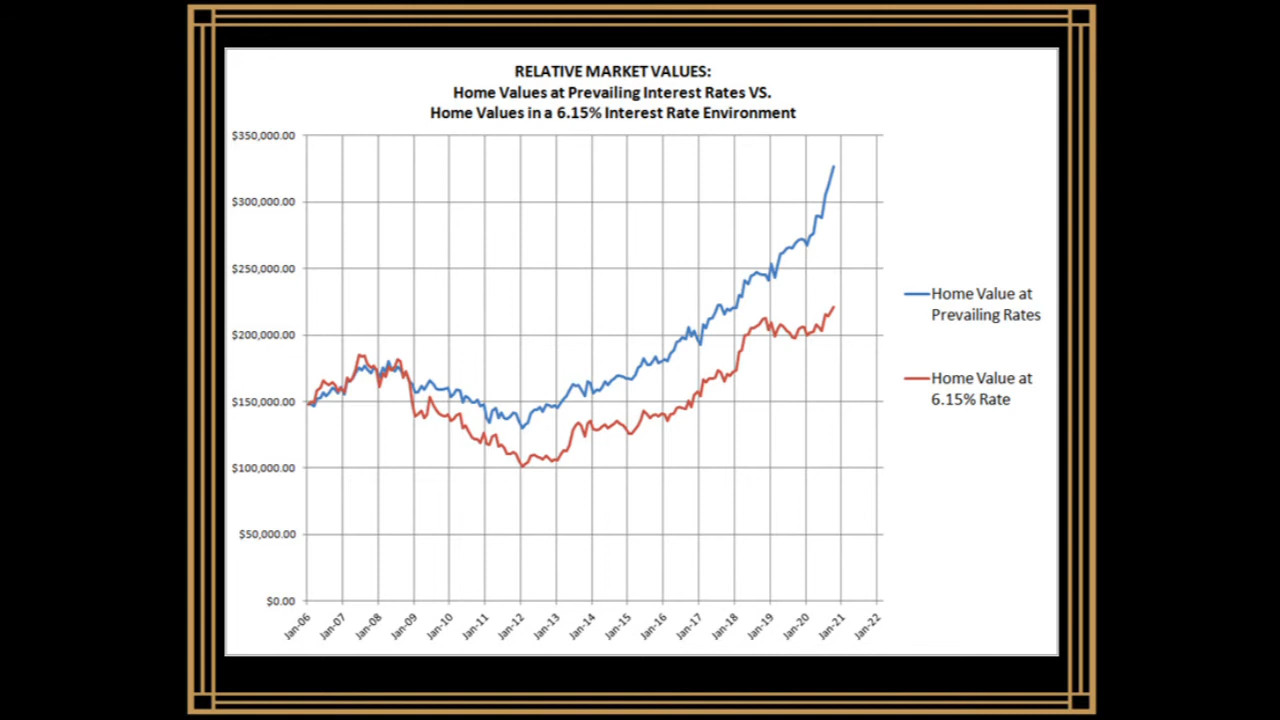 RELATIVE MARKET VALUES:
Home Values at Prevailing Interest Rates VS.
Home Values in a 6.15% Interest Rate Environment
$350,000.00
$300,000.00
$250,000.00
$200,000.00
$150,000.00
$100,000.00
$50,000.00
$0.00
Jan-06
Jan-07
Jan-08
Jan-09
Jan-10
Jan-11
Jan-12
Jan-13
Jan-14
Jan-15
Jan-16
Jan-17
Jan-18
Jan-19
Jan-20
Jan-21
Jan-22
Home Value at
Prevailing Rates
Home Value at
6.15% Rate